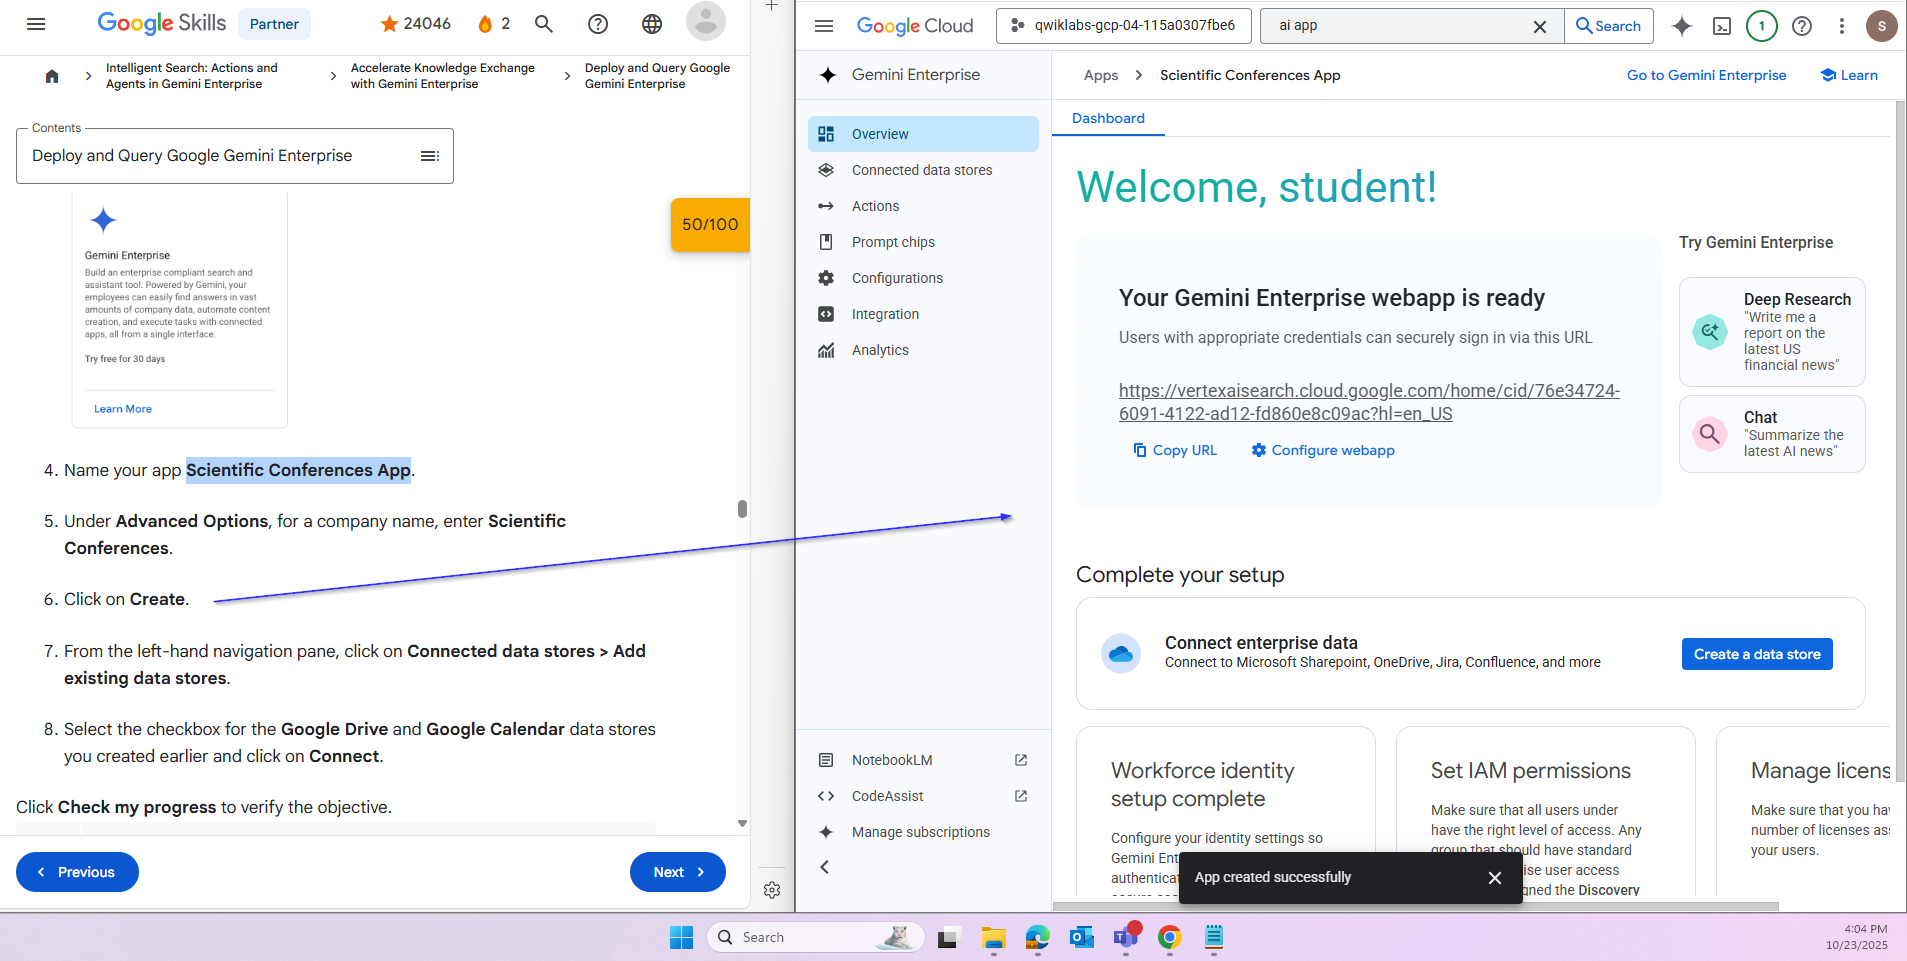 Google Skills
Partner
24046
2
Intelligent Search: Actions and
Agents in Gemini Enterprise
Accelerate Knowledge Exchange
with Gemini Enterprise
Deploy and Query Google
Gemini Enterprise
Contents
Deploy and Query Google Gemini Enterprise
50/100
Gemini Enterprise
Build an enterprise compliant search and
assistant tool. Powered by Gemini, your
employees can easily find answers in vast
amounts of company data, automate content
creation, and execute tasks with connected
apps, all from a single interface.
Try free for 30 days
Learn More
4. Name your app Scientific Conferences App.
5. Under Advanced Options, for a company name, enter Scientific
Conferences.
6. Click on Create.
7. From the left-hand navigation pane, click on Connected data stores > Add
existing data stores.
8. Select the checkbox for the Google Drive and Google Calendar data stores
you created earlier and click on Connect.
Click Check my progress to verify the objective.
Previous
Next
Google Cloud
qwiklabs-gcp-04-115a0307fbe6
ai app
Search
1
S
Gemini Enterprise
Apps
Scientific Conferences App
Go to Gemini Enterprise
Learn
Overview
Connected data stores
Actions
Prompt chips
Configurations
Integration
Analytics
NotebookLM
CodeAssist
Manage subscriptions
Dashboard
Welcome, student!
Your Gemini Enterprise webapp is ready
Users with appropriate credentials can securely sign in via this URL
https://vertexaisearch.cloud.google.com/home/cid/76e34724-
6091-4122-ad12-fd860e8c09ac?hl=en_US
Copy URL
Configure webapp
Try Gemini Enterprise
Deep Research
"Write me a
report on the
latest US
financial news"
Chat
"Summarize the
latest AI news"
Complete your setup
Connect enterprise data
Connect to Microsoft Sharepoint, OneDrive, Jira, Confluence, and more
Create a data store
Workforce identity
setup complete
Configure your identity settings so
Gemini Ent
authenticat
Set IAM permissions
Make sure that all users under
have the right level of access. Any
group that should have standard
ise user access
gned the Discovery
Manage licens
Make sure that you hav
number of licenses ass
your users.
App created successfully
Search
4:04 PM
10/23/2025